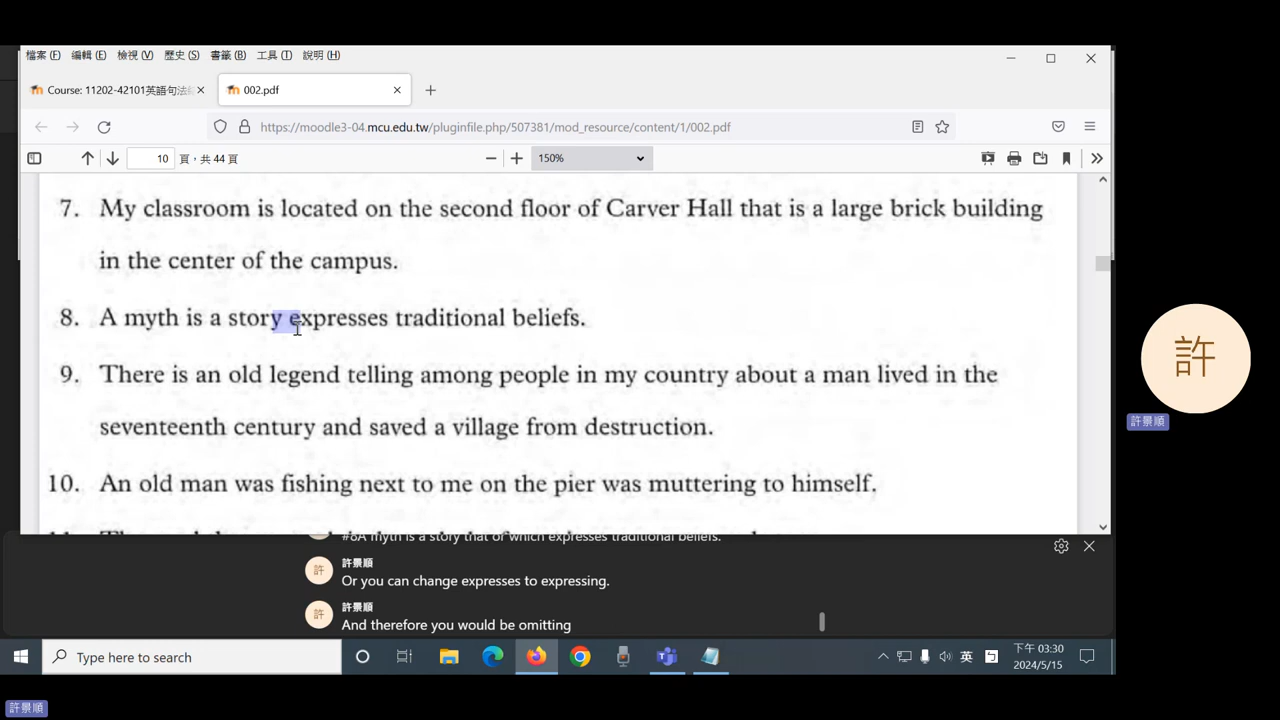 檔案(F) 編輯(E) 檢視(V) 歷史(S) 書籤(B) 工具(T) 說明(H)
Course: 11202-42101英語句法
002.pdf
https://moodle3-04.mcu.edu.tw/pluginfile.php/507381/mod_resource/content/1/002.pdf
10 頁，共 44 頁
150%
7. My classroom is located on the second floor of Carver Hall that is a large brick building
in the center of the campus.
8. A myth is a story expresses traditional beliefs.
9. There is an old legend telling among people in my country about a man lived in the
seventeenth century and saved a village from destruction.
10. An old man was fishing next to me on the pier was muttering to himself.
許
許景順
#8A myth is a story that of which expresses traditional beliefs.
許 許景順
Or you can change expresses to expressing.
許 許景順
And therefore you would be omitting
Type here to search
英
下午 03:30
2024/5/15
許景順